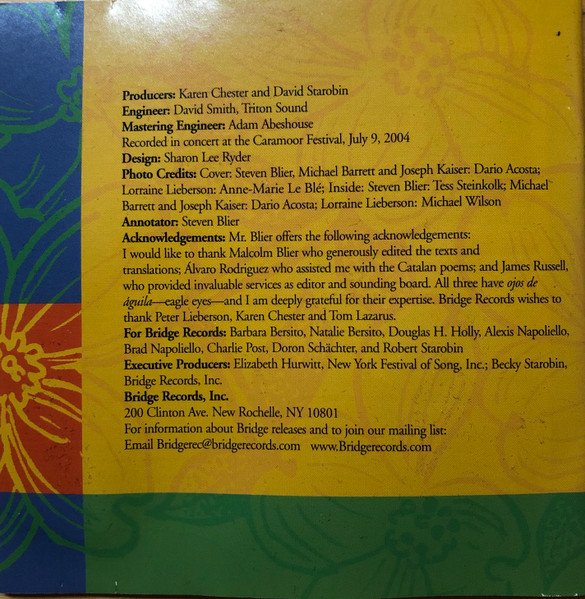 Producers: Karen Chester and David Starobin
Engineer: David Smith, Triton Sound
Mastering Engineer: Adam Abeshouse
Recorded in concert at the Caramoor Festival, July 9, 2004
Design: Sharon Lee Ryder
Photo Credits: Cover: Steven Blier, Michael Barrett and Joseph Kaiser: Dario Acosta;
Lorraine Lieberson: Anne-Marie Le Blé; Inside: Steven Blier: Tess Steinkolk; Michael
Barrett and Joseph Kaiser: Dario Acosta; Lorraine Lieberson: Michael Wilson
Annotator: Steven Blier
Acknowledgements: Mr. Blier offers the following acknowledgements:
I would like to thank Malcolm Blier who generously edited the texts and
translations; Álvaro Rodriguez who assisted me with the Catalan poems; and James Russell,
who provided invaluable services as editor and sounding board. All three have ojos de
águila—eagle eyes—and I am deeply grateful for their expertise. Bridge Records wishes to
thank Peter Lieberson, Karen Chester and Tom Lazarus.
For Bridge Records: Barbara Bersito, Natalie Bersito, Douglas H. Holly, Alexis Napoliello,
Brad Napoliello, Charlie Post, Doron Schächter, and Robert Starobin
Executive Producers: Elizabeth Hurwitt, New York Festival of Song, Inc.; Becky Starobin,
Bridge Records, Inc.
Bridge Records, Inc.
200 Clinton Ave. New Rochelle, NY 10801
For information about Bridge releases and to join our mailing list:
Email Bridgerec@bridgerecords.com www.Bridgerecords.com